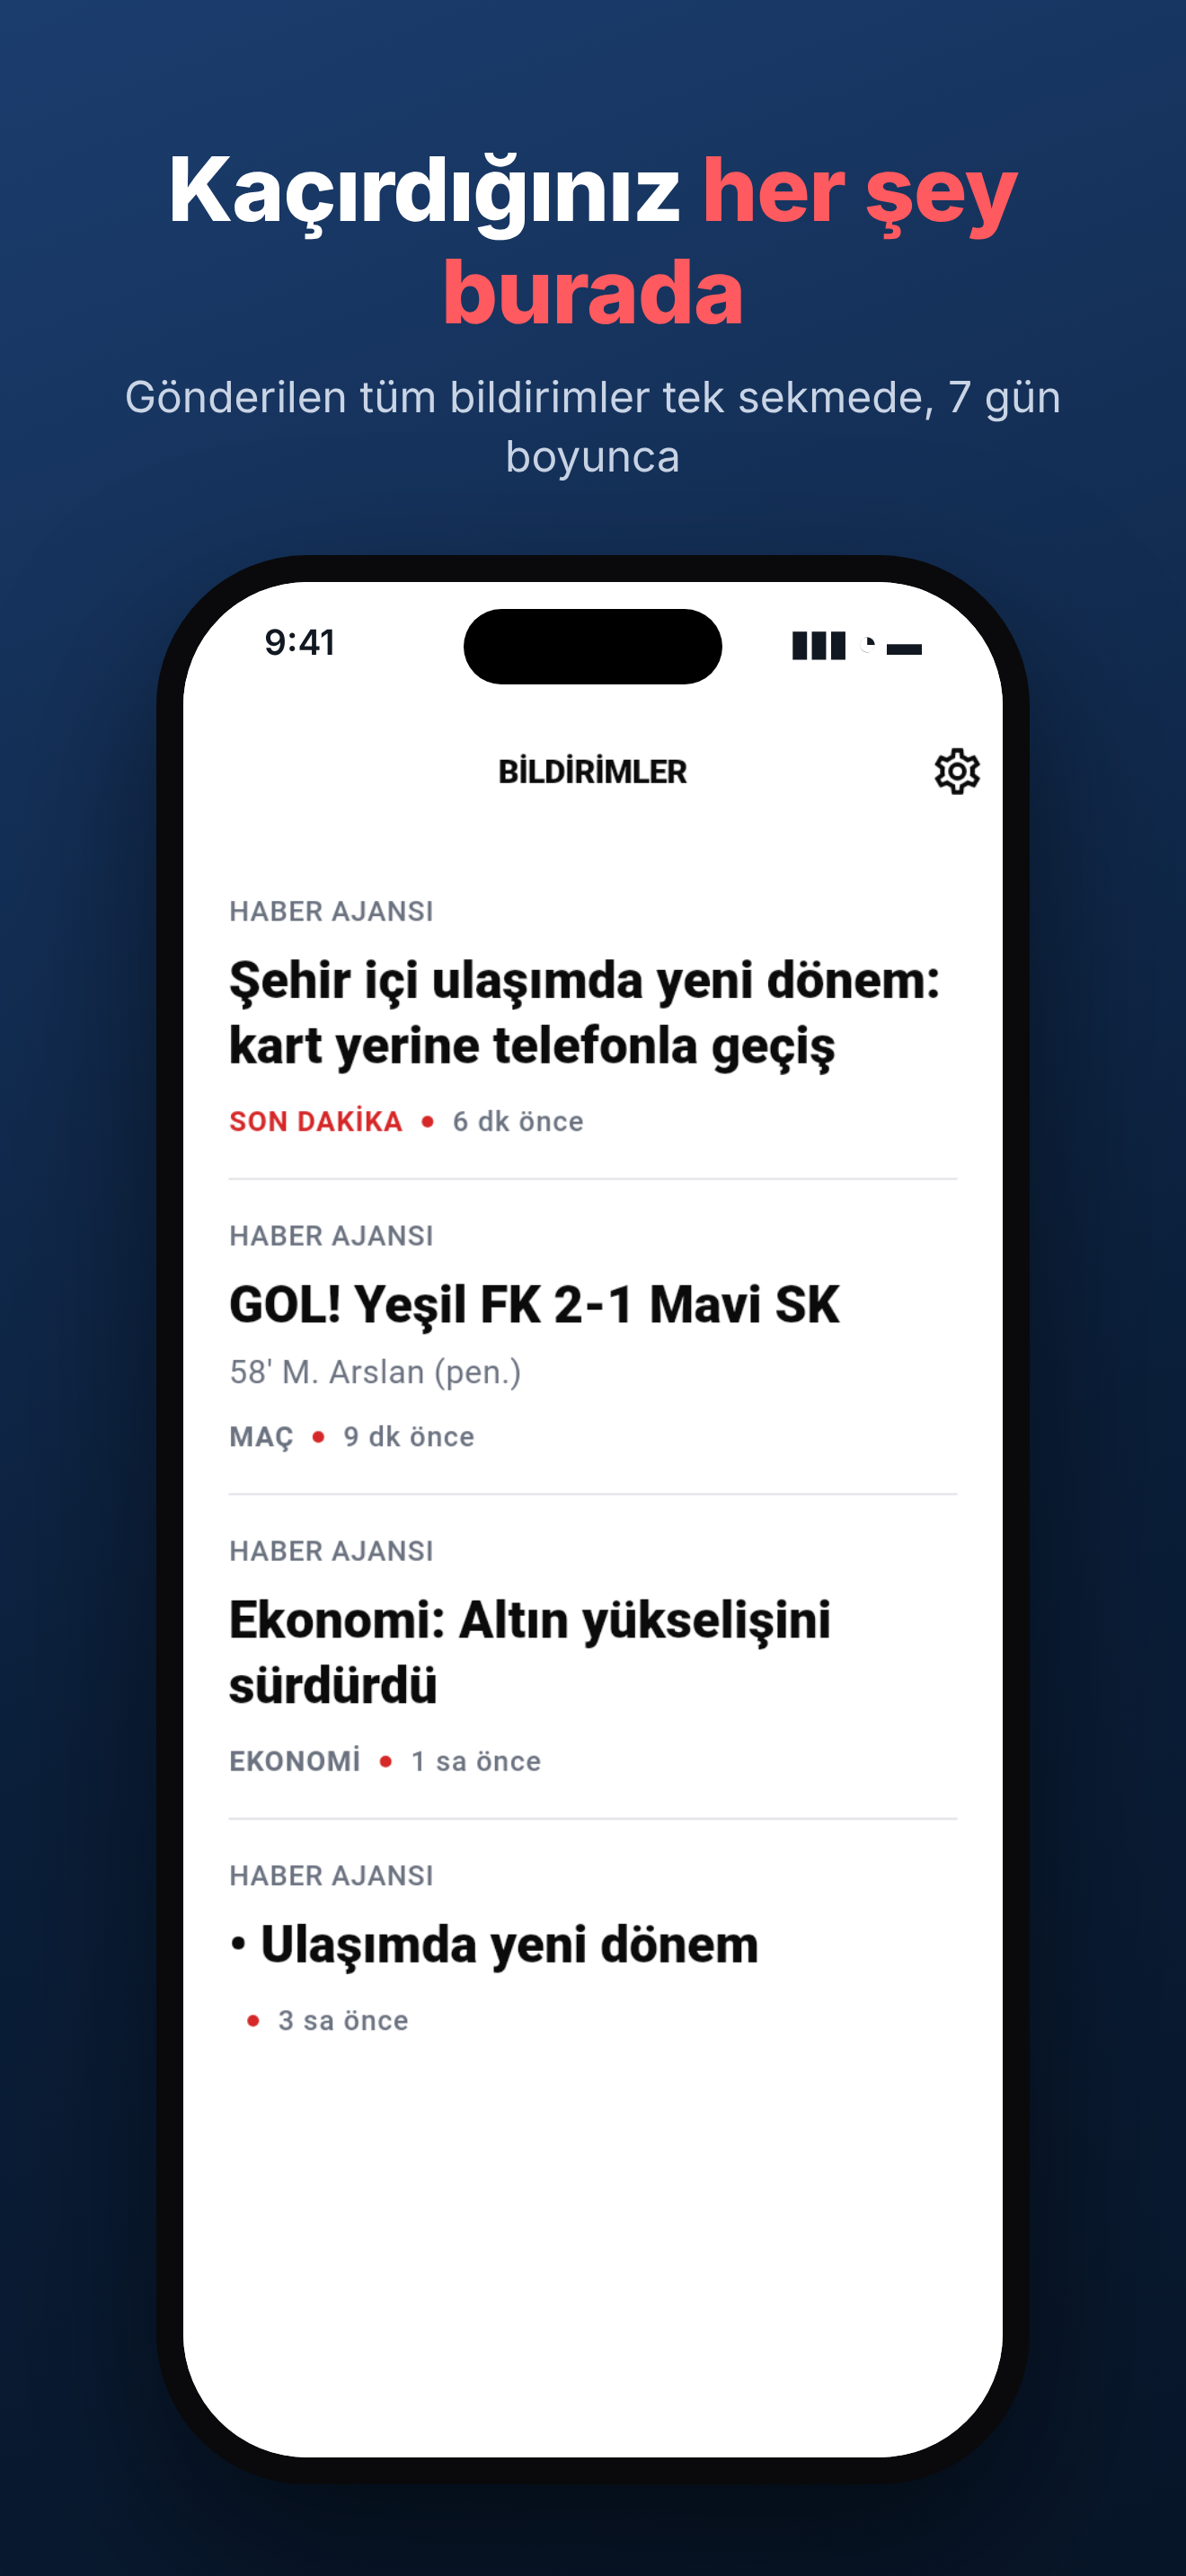 Kaçırdığınız her şey
burada
Gönderilen tüm bildirimler tek sekmede, 7 gün
boyunca
9:41
BİLDİRİMLER
HABER AJANSI
Şehir içi ulaşımda yeni dönem:
kart yerine telefonla geçiş
SON DAKİKA • 6 dk önce
HABER AJANSI
GOL! Yeşil FK 2-1 Mavi SK
58' M. Arslan (pen.)
MAÇ • 9 dk önce
HABER AJANSI
Ekonomi: Altın yükselişini
sürdürdü
EKONOMİ • 1 sa önce
HABER AJANSI
• Ulaşımda yeni dönem
• 3 sa önce